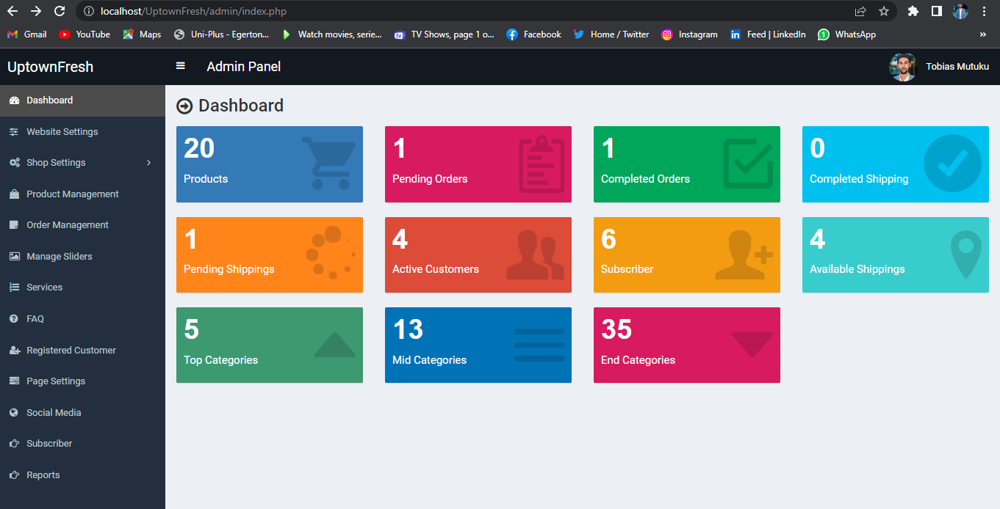 localhost/UptownFresh/admin/index.php
Gmail YouTube Maps Uni-Plus - Egerton... Watch movies, serie... tv TV Shows, page 1 o... Facebook Home / Twitter Instagram in Feed | LinkedIn 1 WhatsApp »
UptownFresh Admin Panel Tobias Mutuku
Dashboard
Website Settings
Shop Settings
Product Management
Order Management
Manage Sliders
Services
FAQ
Registered Customer
Page Settings
Social Media
Subscriber
Reports
Dashboard
20
Products
1
Pending Orders
1
Completed Orders
0
Completed Shipping
1
Pending Shippings
4
Active Customers
6
Subscriber
4
Available Shippings
5
Top Categories
13
Mid Categories
35
End Categories